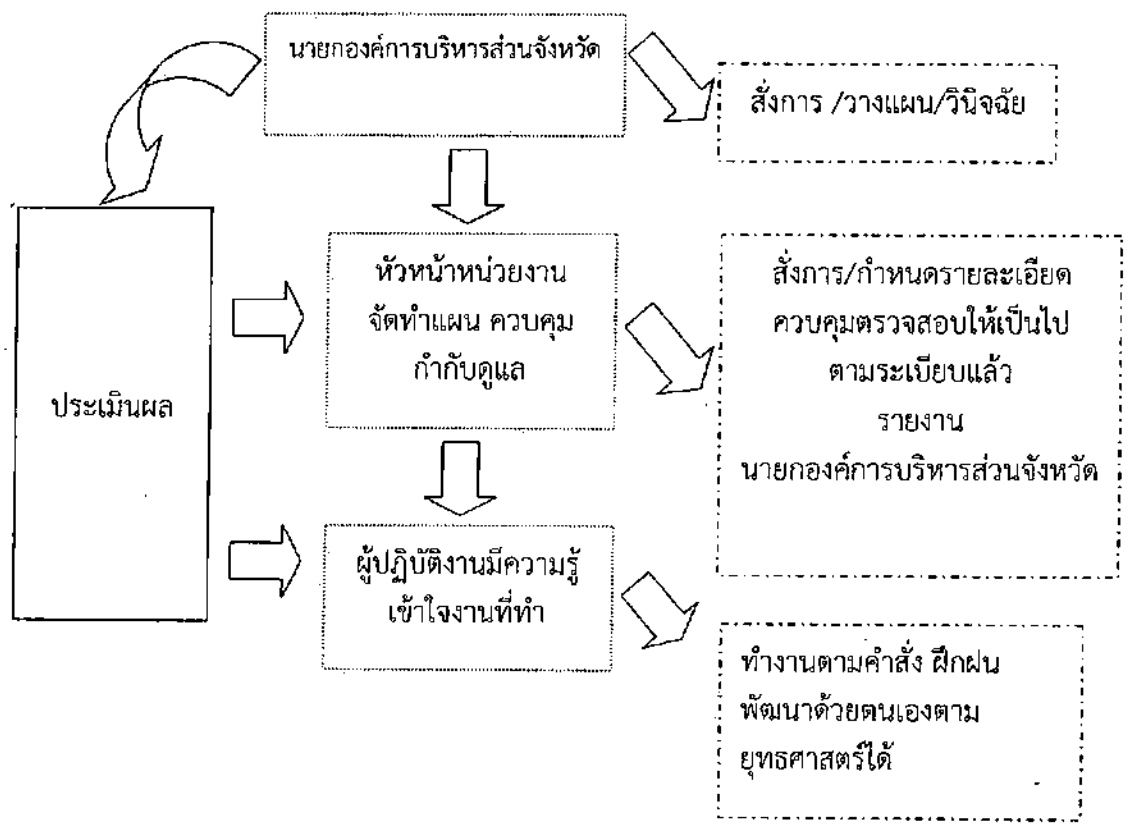 นายกองค์การบริหารส่วนจังหวัด
สั่งการ /วางแผน/วินิจฉัย
หัวหน้าหน่วยงาน
จัดทำแผน ควบคุม
กำกับดูแล
สั่งการ/กำหนดรายละเอียด
ควบคุมตรวจสอบให้เป็นไป
ตามระเบียบแล้ว
รายงาน
นายกองค์การบริหารส่วนจังหวัด
ประเมินผล
ผู้ปฏิบัติงานมีความรู้
เข้าใจงานที่ทำ
ทำงานตามคำสั่ง ฝึกฝน
พัฒนาด้วยตนเองตาม
ยุทธศาสตร์ได้